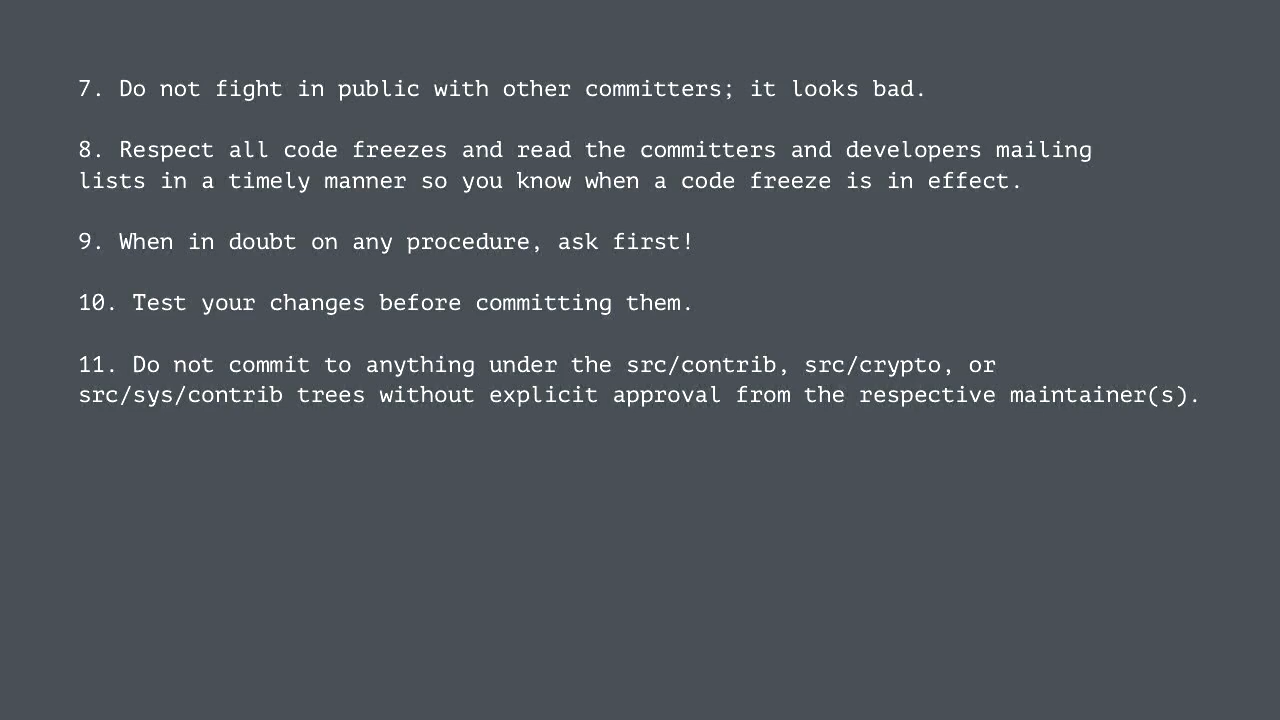 7. Do not fight in public with other committers; it looks bad.
8. Respect all code freezes and read the committers and developers mailing
lists in a timely manner so you know when a code freeze is in effect.
9. When in doubt on any procedure, ask first!
10. Test your changes before committing them.
11. Do not commit to anything under the src/contrib, src/crypto, or
src/sys/contrib trees without explicit approval from the respective maintainer(s).